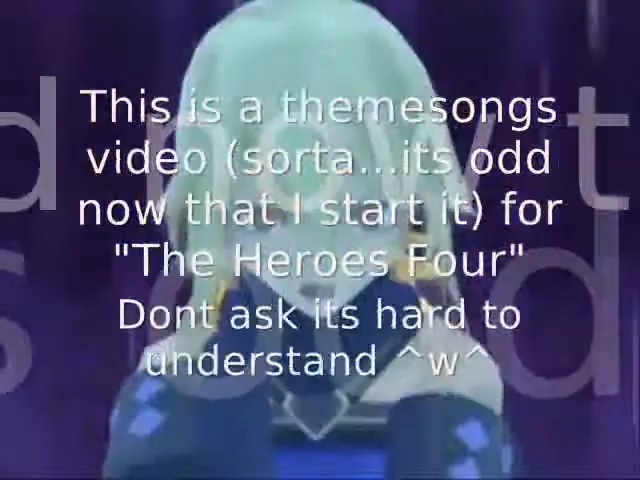 This is a themesongs
video (sorta...its odd
now that I start it) for
"The Heroes Four"
Dont ask its hard to
understand ^w^